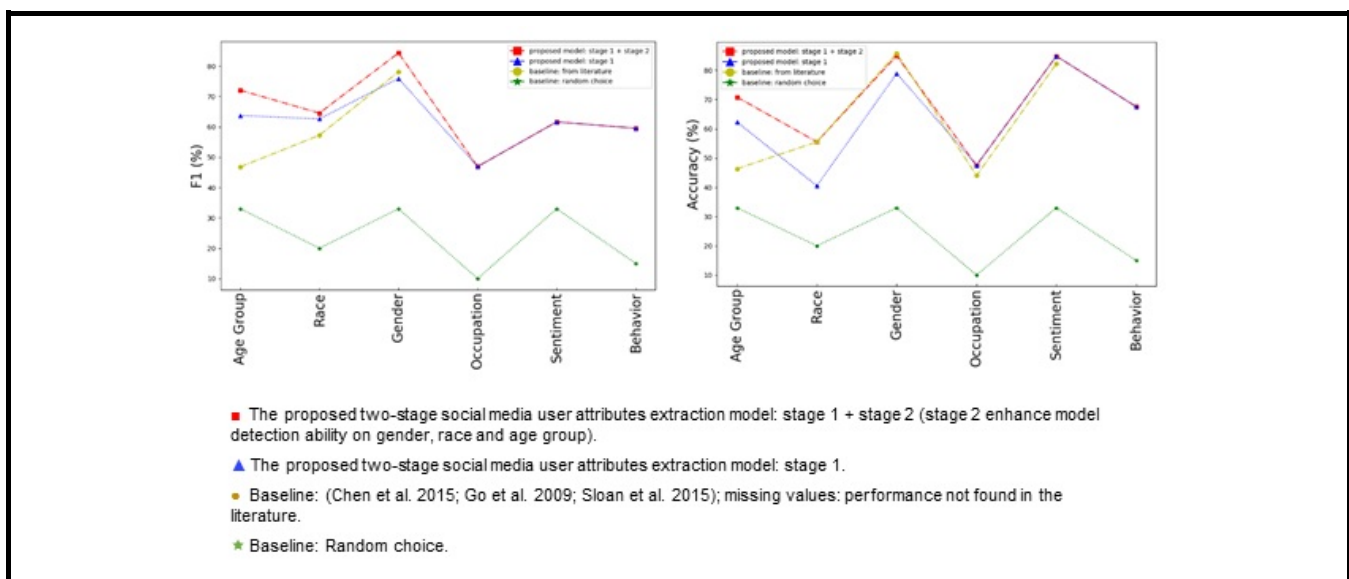 proposed model: stage 1 + stage 2
proposed model: stage 1
baseline: from literature
baseline: random choice
F1 (%)
80
70
60
50
40
30
20
10
Age Group
Race
Gender
Occupation
Sentiment
Behavior
proposed model: stage 1 + stage 2
proposed model: stage 1
baseline: from literature
baseline: random choice
Accuracy (%)
80
70
60
50
40
30
20
10
Age Group
Race
Gender
Occupation
Sentiment
Behavior
The proposed two-stage social media user attributes extraction model: stage 1 + stage 2 (stage 2 enhance model
detection ability on gender, race and age group).
The proposed two-stage social media user attributes extraction model: stage 1.
Baseline: (Chen et al. 2015; Go et al. 2009; Sloan et al. 2015); missing values: performance not found in the
literature.
Baseline: Random choice.